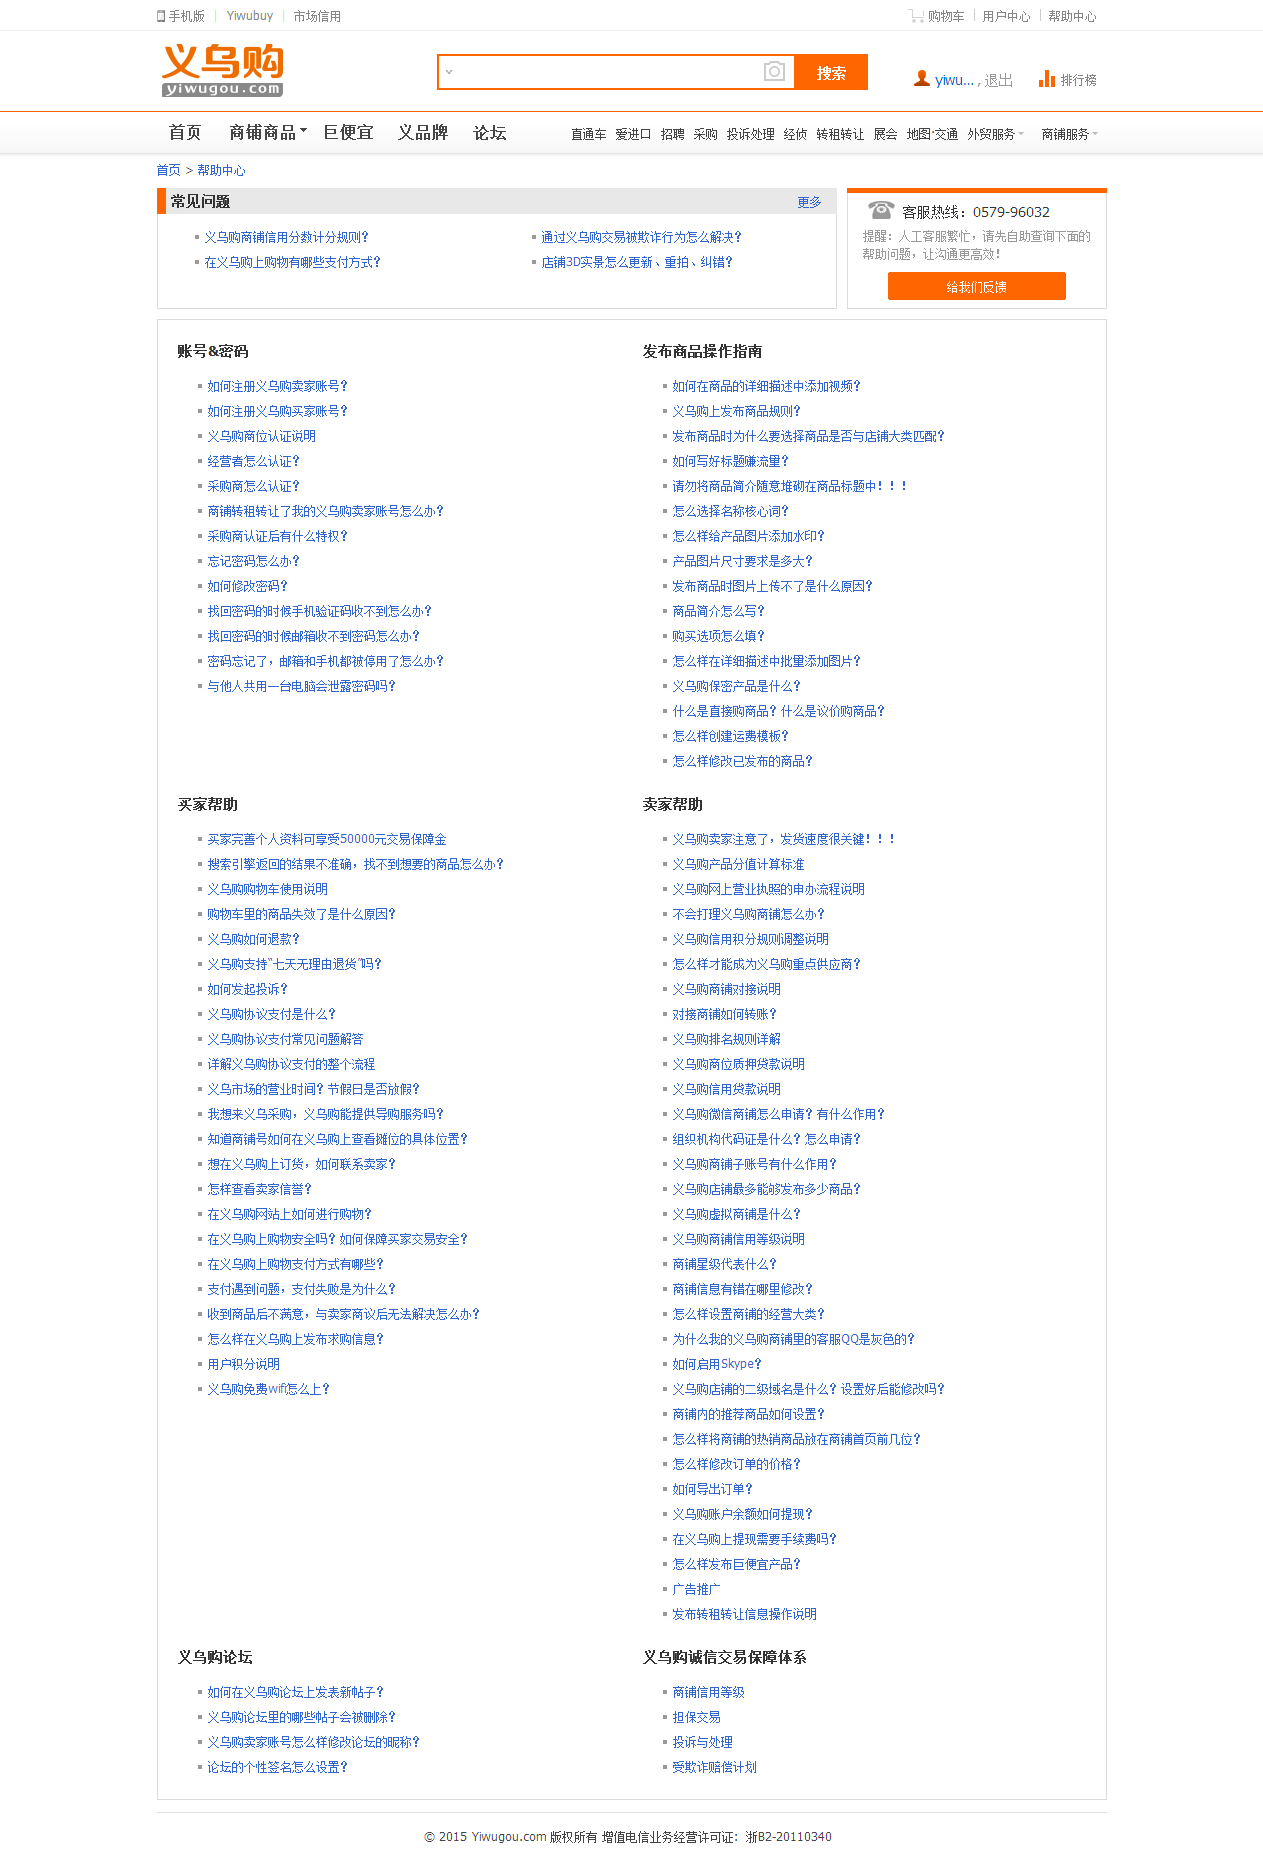 手机版 Yiwubuy 市场信用 购物车 用户中心 帮助中心
义乌购
yiwugou.com
搜索
yiwu... , 退出 排行榜
首页 商铺商品 巨便宜 义品牌 论坛 直通车 爱进口 招聘 采购 投诉处理 经侦 转租转让 展会 地图·交通 外贸服务 商铺服务
首页 > 帮助中心
常见问题 更多
义乌购商铺信用分数计分规则？
通过义乌购交易被欺诈行为怎么解决？
在义乌购上购物有哪些支付方式？
店铺3D实景怎么更新、重拍、纠错？
客服热线：0579-96032
提醒：人工客服繁忙，请先自助查询下面的
帮助问题，让沟通更高效！
给我们反馈
账号&密码
如何注册义乌购卖家账号？
如何注册义乌购买家账号？
义乌购商位认证说明
经营者怎么认证？
采购商怎么认证？
商铺转租转让了我的义乌购卖家账号怎么办？
采购商认证后有什么特权？
忘记密码怎么办？
如何修改密码？
找回密码的时候手机验证码收不到怎么办？
找回密码的时候邮箱收不到密码怎么办？
密码忘记了，邮箱和手机都被停用了怎么办？
与他人共用一台电脑会泄露密码吗？
发布商品操作指南
如何在商品的详细描述中添加视频？
义乌购上发布商品规则？
发布商品时为什么要选择商品是否与店铺大类匹配？
如何写好标题赚流量？
请勿将商品简介随意堆砌在商品标题中！！！
怎么选择名称核心词？
怎么样给产品图片添加水印？
产品图片尺寸要求是多大？
发布商品时图片上传不了是什么原因？
商品简介怎么写？
购买选项怎么填？
怎么样在详细描述中批量添加图片？
义乌购保密产品是什么？
什么是直接购商品？什么是议价购商品？
怎么样创建运费模板？
怎么样修改已发布的商品？
买家帮助
买家完善个人资料可享受50000元交易保障金
搜索引擎返回的结果不准确，找不到想要的商品怎么办？
义乌购购物车使用说明
购物车里的商品失效了是什么原因？
义乌购如何退款？
义乌购支持“七天无理由退货”吗？
如何发起投诉？
义乌购协议支付是什么？
义乌购协议支付常见问题解答
详解义乌购协议支付的整个流程
义乌市场的营业时间？节假日是否放假？
我想来义乌采购，义乌购能提供导购服务吗？
知道商铺号如何在义乌购上查看摊位的具体位置？
想在义乌购上订货，如何联系卖家？
怎样查看卖家信誉？
在义乌购网站上如何进行购物？
在义乌购上购物安全吗？如何保障买家交易安全？
在义乌购上购物支付方式有哪些？
支付遇到问题，支付失败是为什么？
收到商品后不满意，与卖家商议后无法解决怎么办？
怎么样在义乌购上发布求购信息？
用户积分说明
义乌购免费wifi怎么上？
卖家帮助
义乌购卖家注意了，发货速度很关键！！！
义乌购产品分值计算标准
义乌购网上营业执照的申办流程说明
不会打理义乌购商铺怎么办？
义乌购信用积分规则调整说明
怎么样才能成为义乌购重点供应商？
义乌购商铺对接说明
对接商铺如何转账？
义乌购排名规则详解
义乌购商位质押贷款说明
义乌购信用贷款说明
义乌购微信商铺怎么申请？有什么作用？
组织机构代码证是什么？怎么申请？
义乌购商铺子账号有什么作用？
义乌购店铺最多能够发布多少商品？
义乌购虚拟商铺是什么？
义乌购商铺信用等级说明
商铺星级代表什么？
商铺信息有错在哪里修改？
怎么样设置商铺的经营大类？
为什么我的义乌购商铺里的客服QQ是灰色的？
如何启用Skype？
义乌购店铺的二级域名是什么？设置好后能修改吗？
商铺内的推荐商品如何设置？
怎么样将商铺的热销商品放在商铺首页前几位？
怎么样修改订单的价格？
如何导出订单？
义乌购账户余额如何提现？
在义乌购上提现需要手续费吗？
怎么样发布巨便宜产品？
广告推广
发布转租转让信息操作说明
义乌购论坛
如何在义乌购论坛上发表新帖子？
义乌购论坛里的哪些帖子会被删除？
义乌购卖家账号怎么样修改论坛的昵称？
论坛的个性签名怎么设置？
义乌购诚信交易保障体系
商铺信用等级
担保交易
投诉与处理
受欺诈赔偿计划
© 2015 Yiwugou.com 版权所有 增值电信业务经营许可证：浙B2-20110340